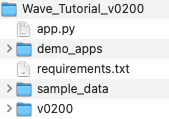 Wave_Tutorial_v0200
app.py
demo_apps
requirements.txt
sample_data
v0200